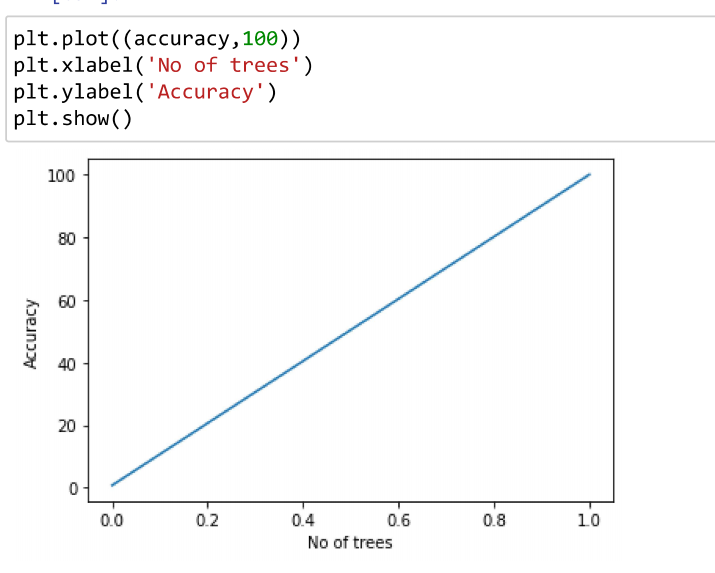 plt.plot((accuracy,100))
plt.xlabel('No of trees')
plt.ylabel('Accuracy')
plt.show()
100
80
60
40
20
0
Accuracy
0.0 0.2 0.4 0.6 0.8 1.0
No of trees